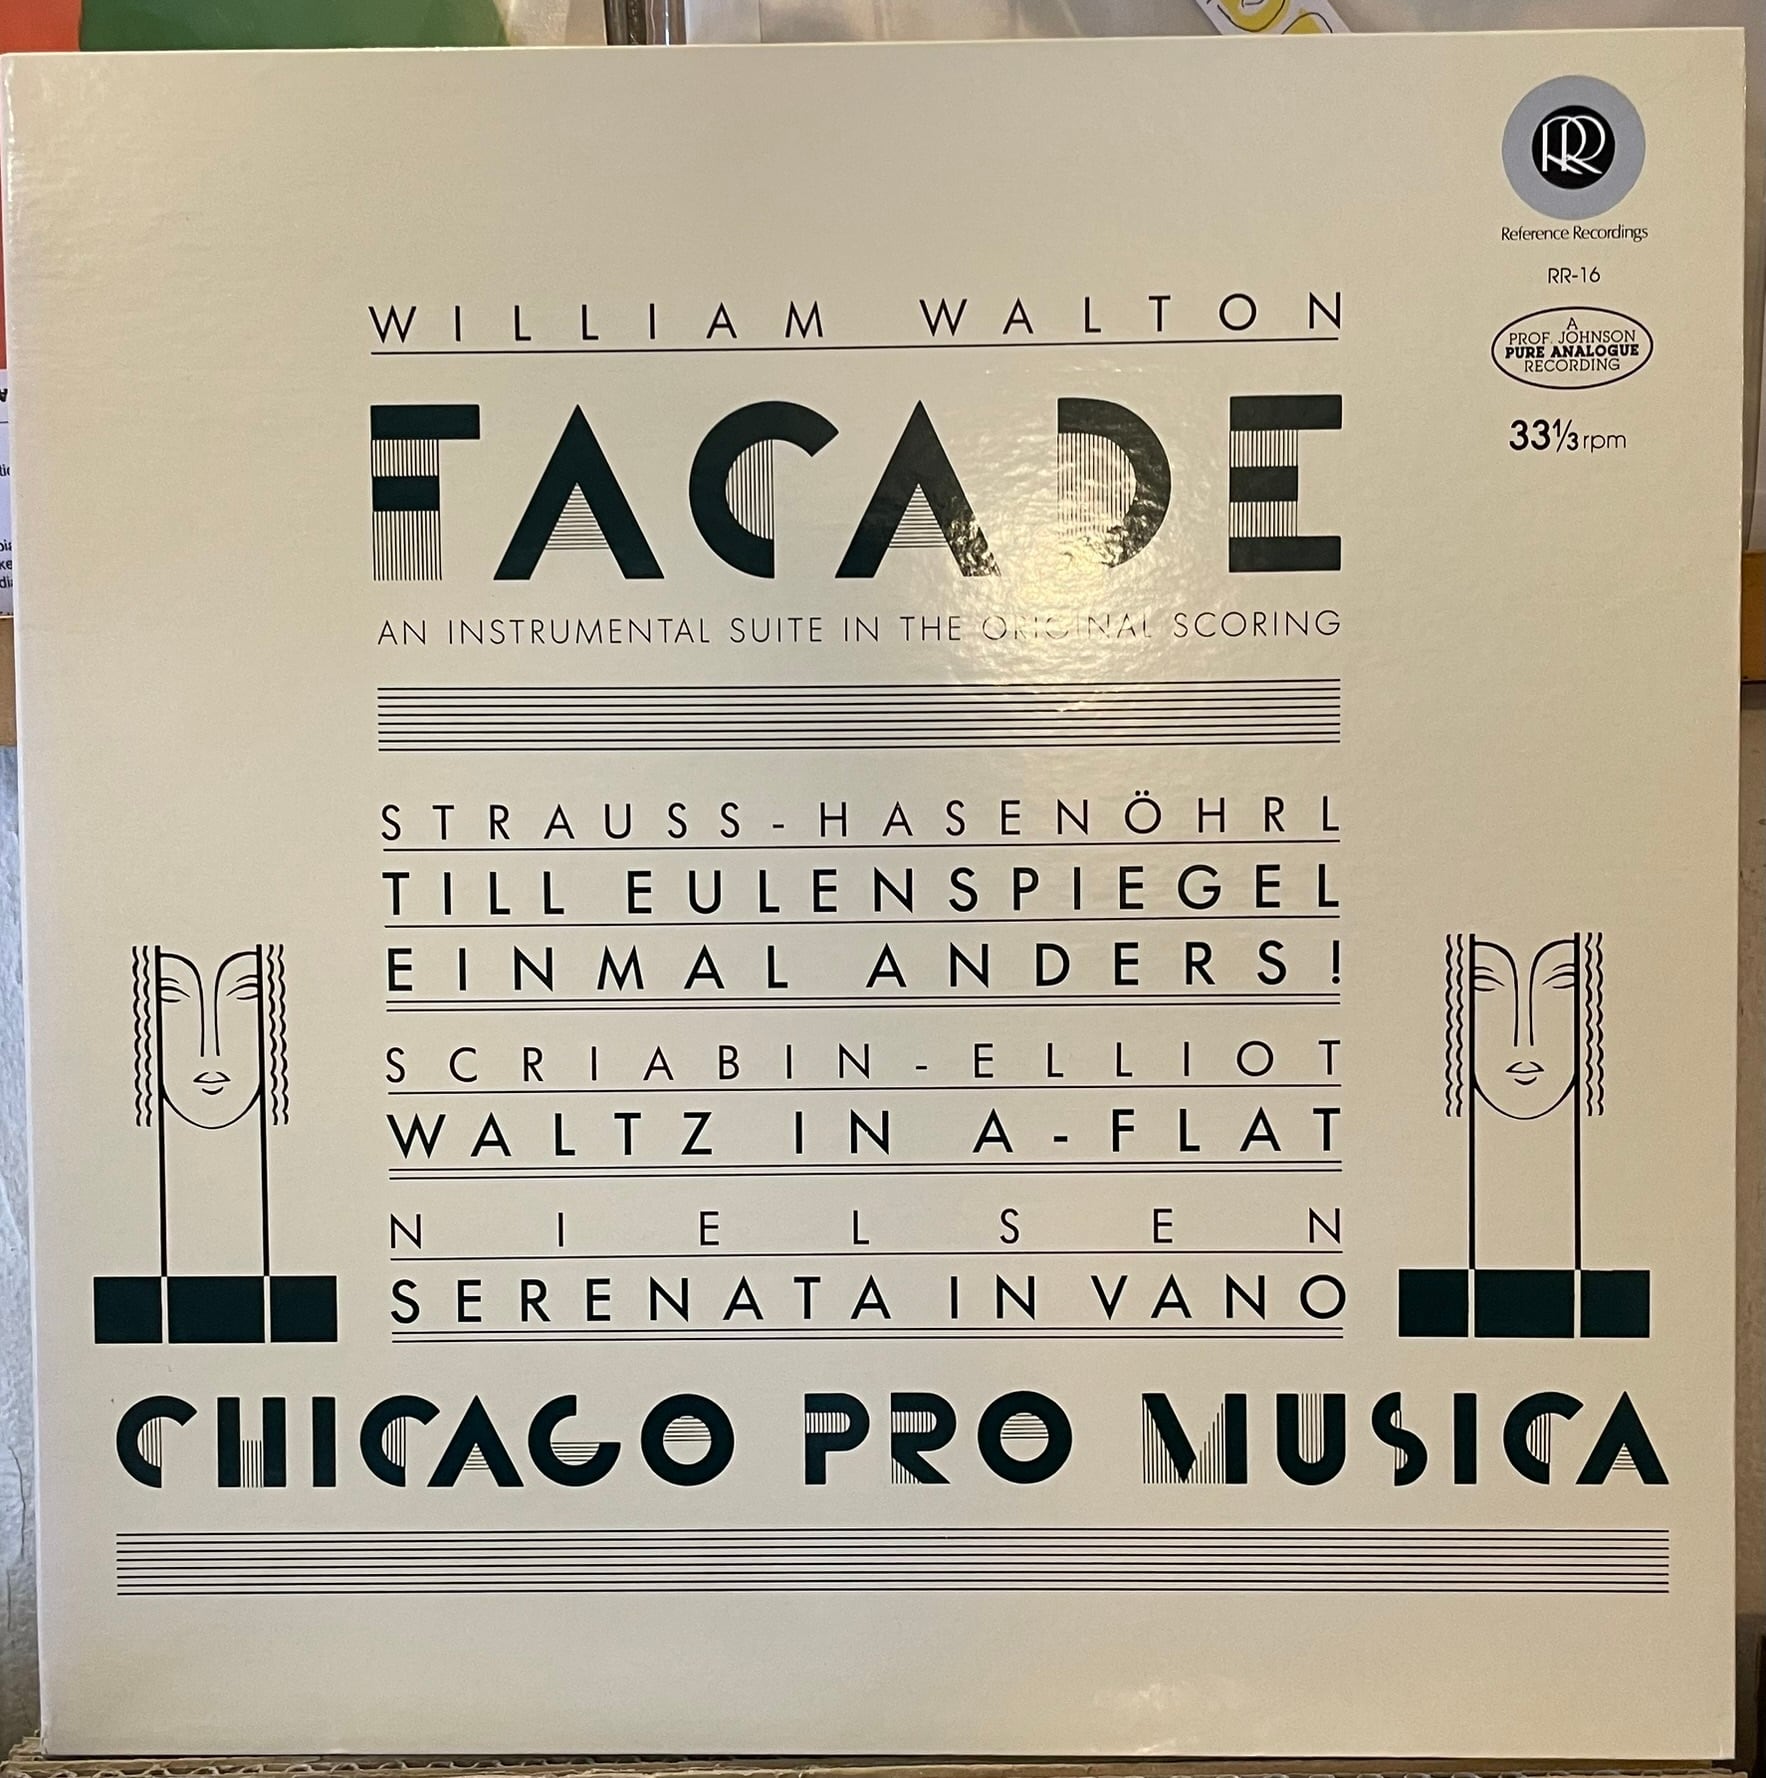 RR
Reference Recordings
RR-16
A
PROF. JOHNSON
PURE ANALOGUE
RECORDING
33⅓ rpm
WILLIAM WALTON
FACADE
AN INSTRUMENTAL SUITE IN THE ORIGINAL SCORING
STRAUSS-HASENÖHRL
TILL EULENSPIEGEL
EINMAL ANDERS!
SCRIABIN-ELLIOT
WALTZ IN A-FLAT
NIELSEN
SERENATA IN VANO
CHICAGO PRO MUSICA